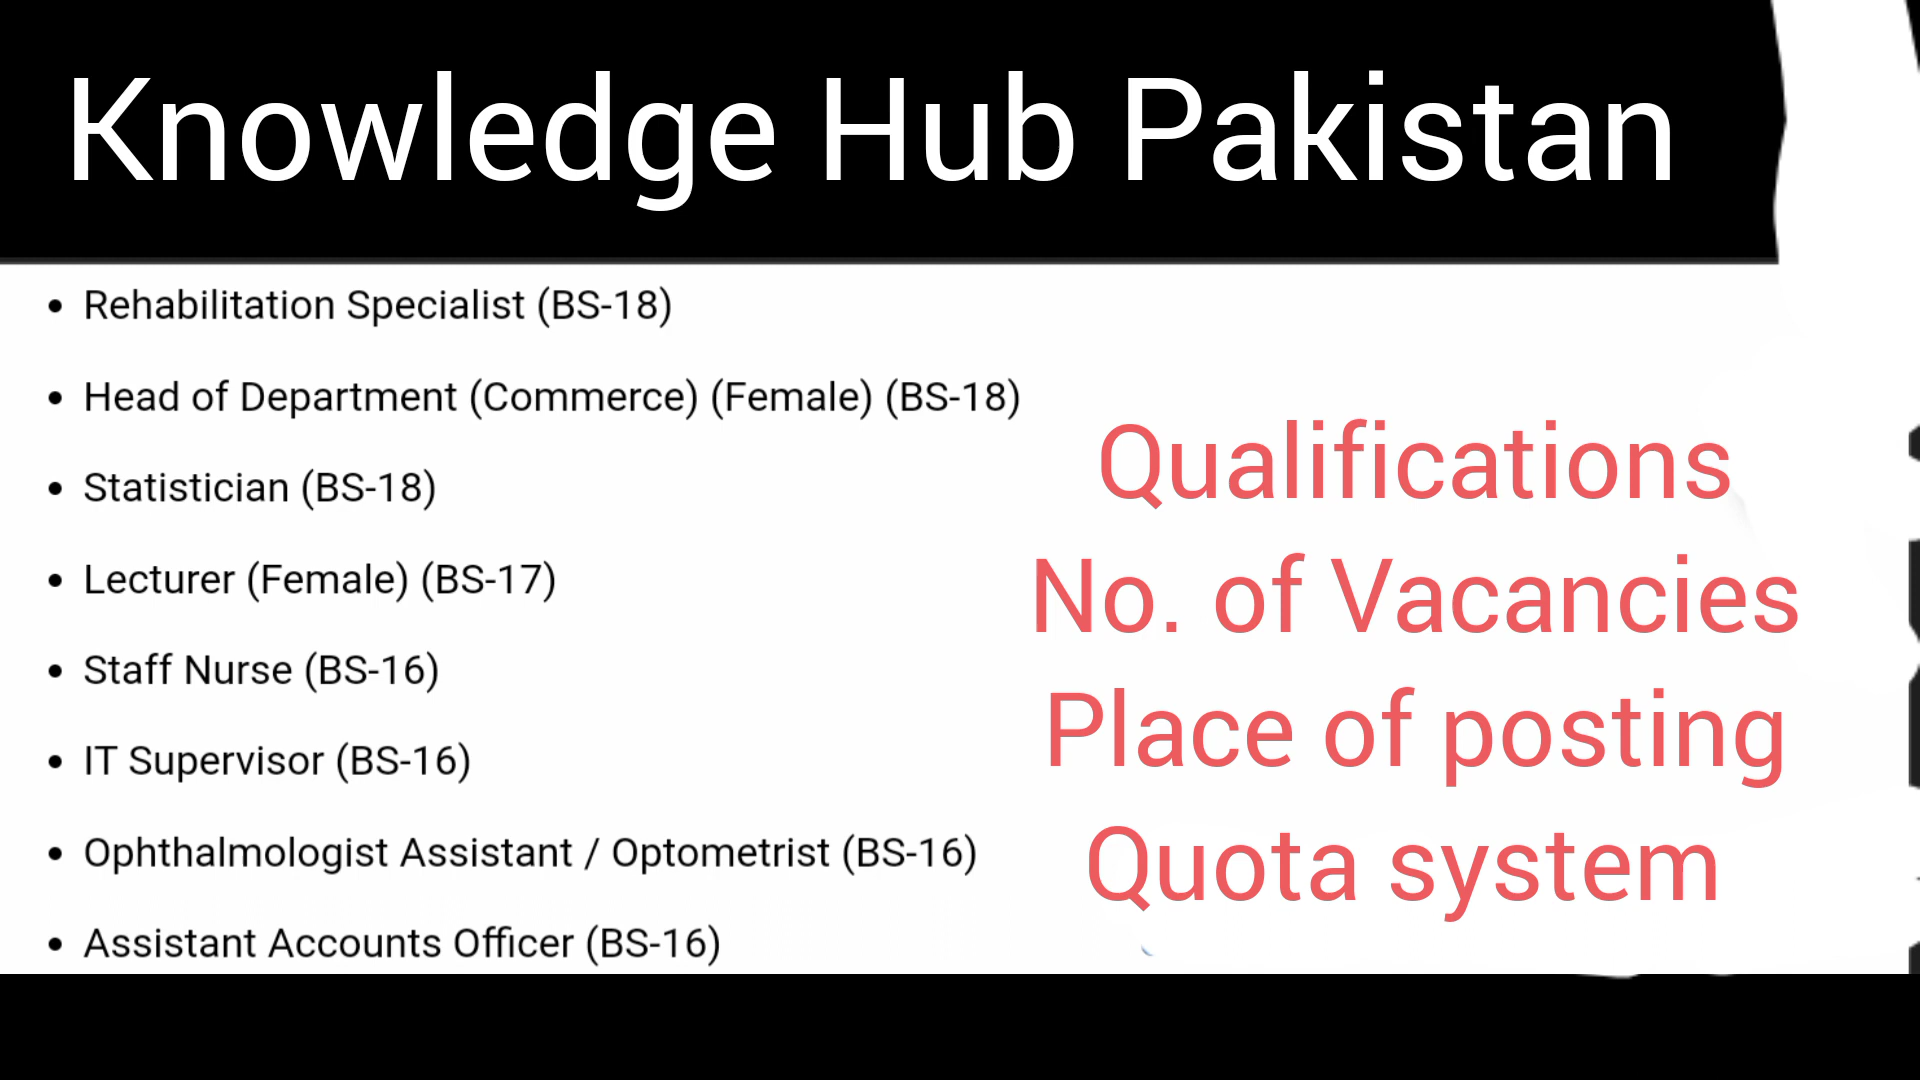 Knowledge Hub Pakistan
• Rehabilitation Specialist (BS-18)
• Head of Department (Commerce) (Female) (BS-18)
• Statistician (BS-18)
• Lecturer (Female) (BS-17)
• Staff Nurse (BS-16)
• IT Supervisor (BS-16)
• Ophthalmologist Assistant / Optometrist (BS-16)
• Assistant Accounts Officer (BS-16)
Qualifications
No. of Vacancies
Place of posting
Quota system